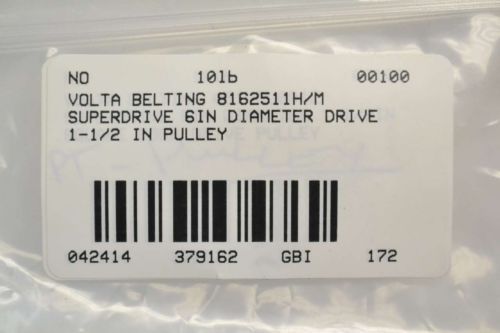 NO 10lb 00100
VOLTA BELTING 8162511H/M
SUPERDRIVE 6IN DIAMETER DRIVE
1-1/2 IN PULLEY
042414 379162 GBI 172